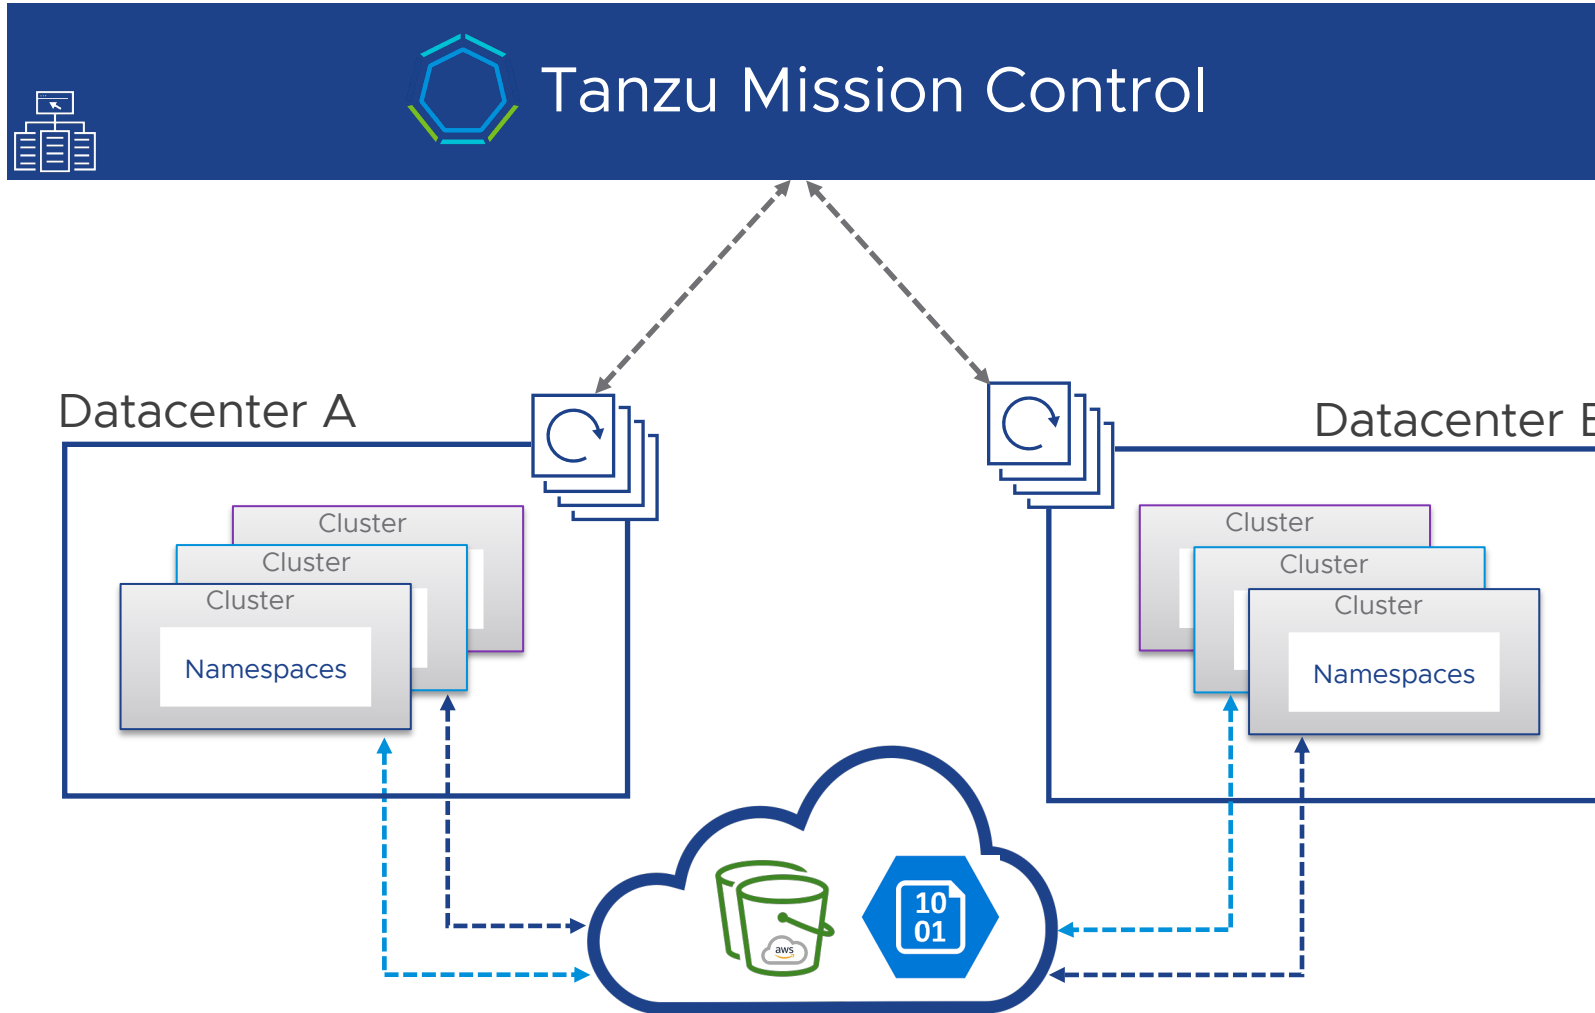 Tanzu Mission Control
Datacenter A
Datacenter
Cluster
Cluster
Cluster
Namespaces
Cluster
Cluster
Cluster
Namespaces
aws
10
01